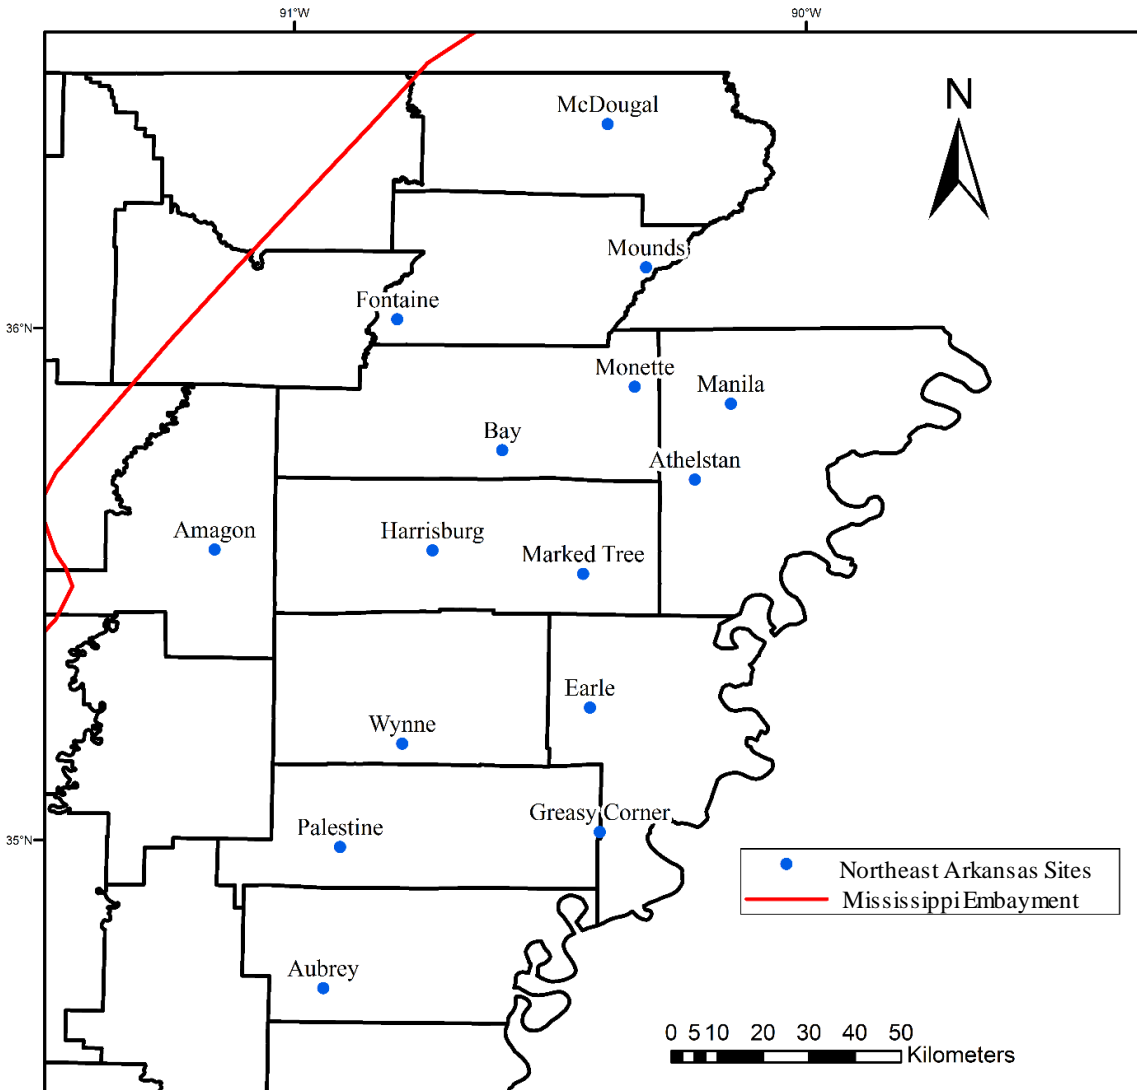 91°W
90°W
N
McDougal
Mounds
Fontaine
36°N
Monette
Manila
Bay
Athelstan
Amagon
Harrisburg
Marked Tree
Earle
Wynne
Greasy Corner
Palestine
35°N
Northeast Arkansas Sites
Mississippi Embayment
Aubrey
0 5 10 20 30 40 50
Kilometers